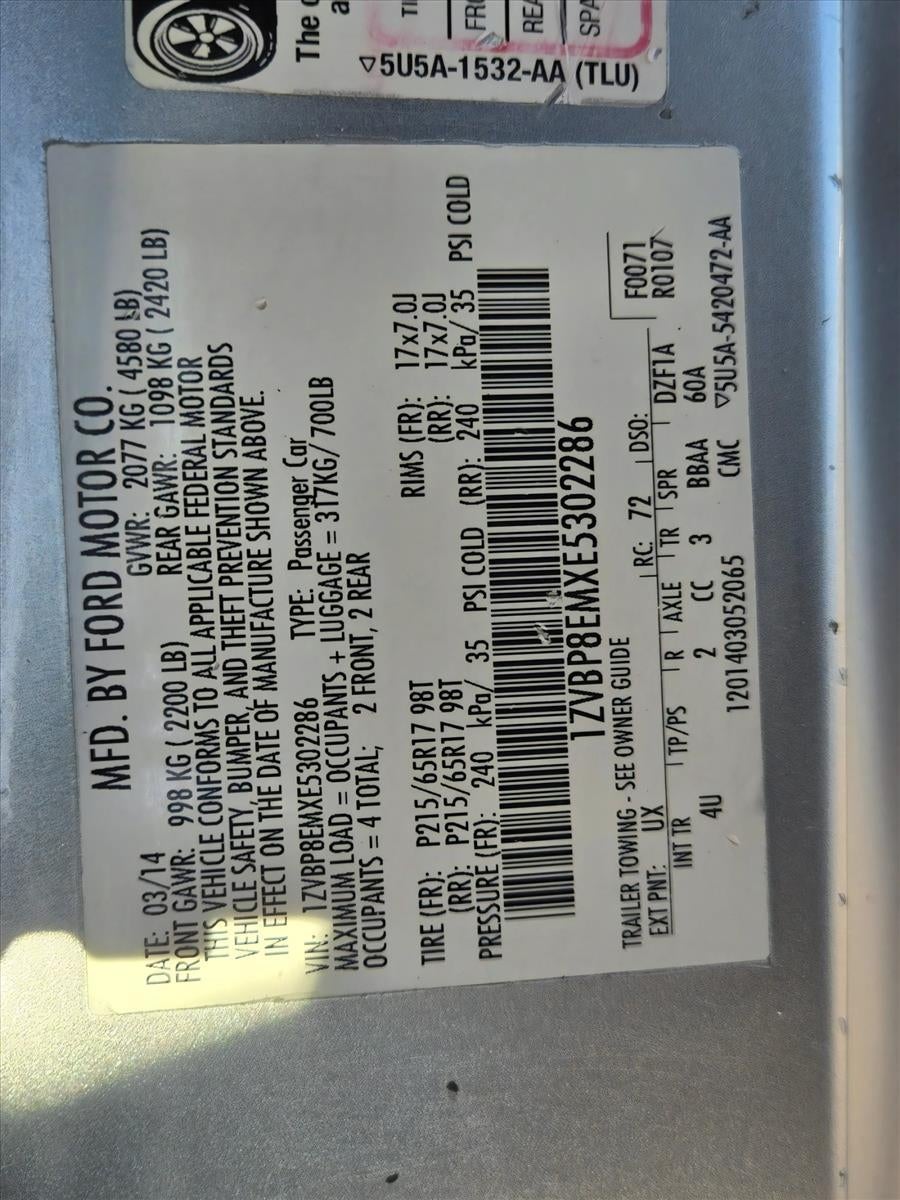 The
TI
FRO
REA
SPA
▽5U5A-1532-AA (TLU)
MFD. BY FORD MOTOR CO.
DATE: 03/14 GVWR: 2077 KG ( 4580 LB)
FRONT GAWR: 998 KG ( 2200 LB) REAR GAWR: 1098 KG ( 2420 LB)
THIS VEHICLE CONFORMS TO ALL APPLICABLE FEDERAL MOTOR
VEHICLE SAFETY, BUMPER, AND THEFT PREVENTION STANDARDS
IN EFFECT ON THE DATE OF MANUFACTURE SHOWN ABOVE.
VIN: 1ZVBP8EMXE5302286 TYPE: Passenger Car
MAXIMUM LOAD = OCCUPANTS + LUGGAGE = 317KG/700LB
OCCUPANTS = 4 TOTAL; 2 FRONT, 2 REAR
TIRE (FR): P215/65R17 98T RIMS (FR): 17x7.0J
(RR): P215/65R17 98T (RR): 17x7.0J
PRESSURE (FR): 240 kPa/ 35 PSI COLD (RR): 240 kPa/ 35 PSI COLD
1ZVBP8EMXE5302286
F0071
R0107
TRAILER TOWING - SEE OWNER GUIDE
EXT PNT: UX RC: 72 DSO:
INT TR TP/PS R AXLE TR SPR DZF1A
4U 2 CC 3 BBAA 60A
1201403052065 CMC ▽5U5A-5420472-AA